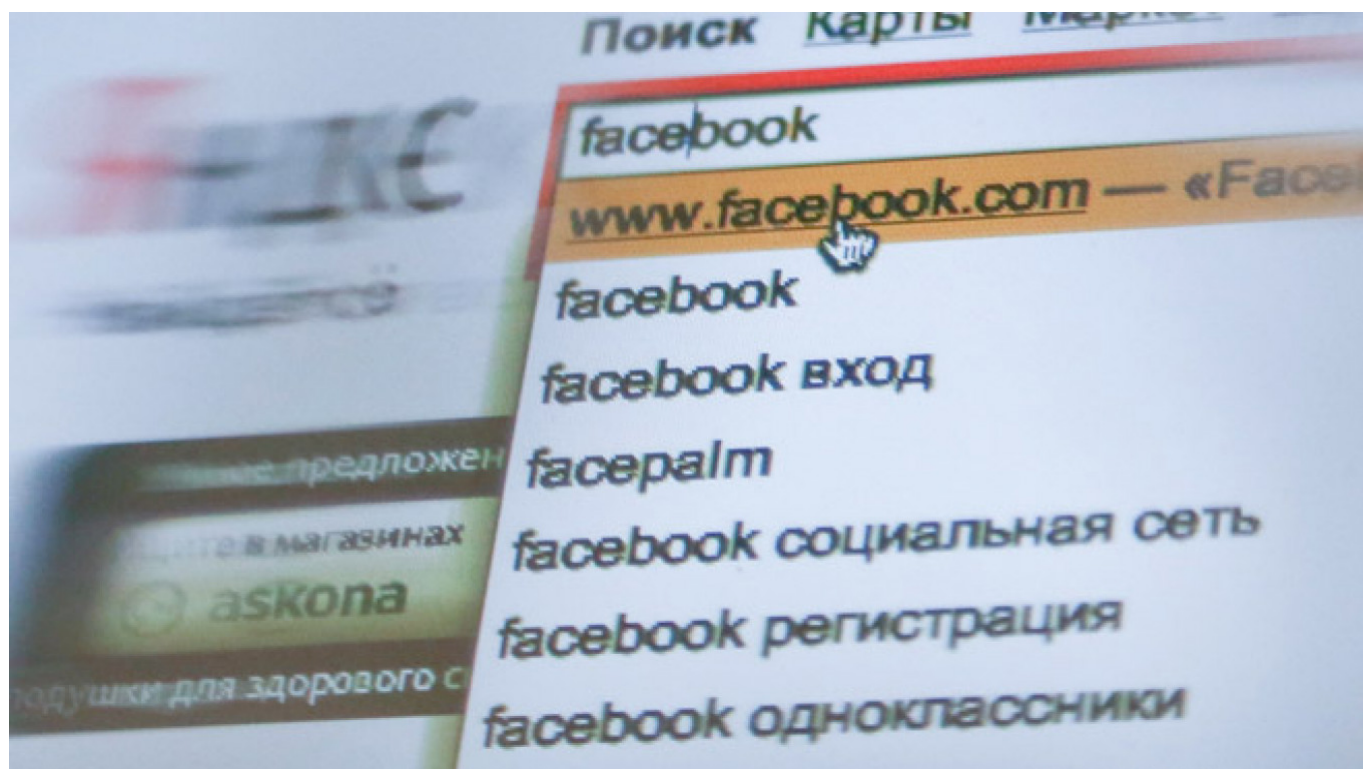 Поиск Карты Маркет
facebook
www.facebook.com — «Face
facebook
facebook вход
facepalm
facebook социальная сеть
facebook регистрация
facebook одноклассники
предложен
в магазинах
askona
подушки для здорового с